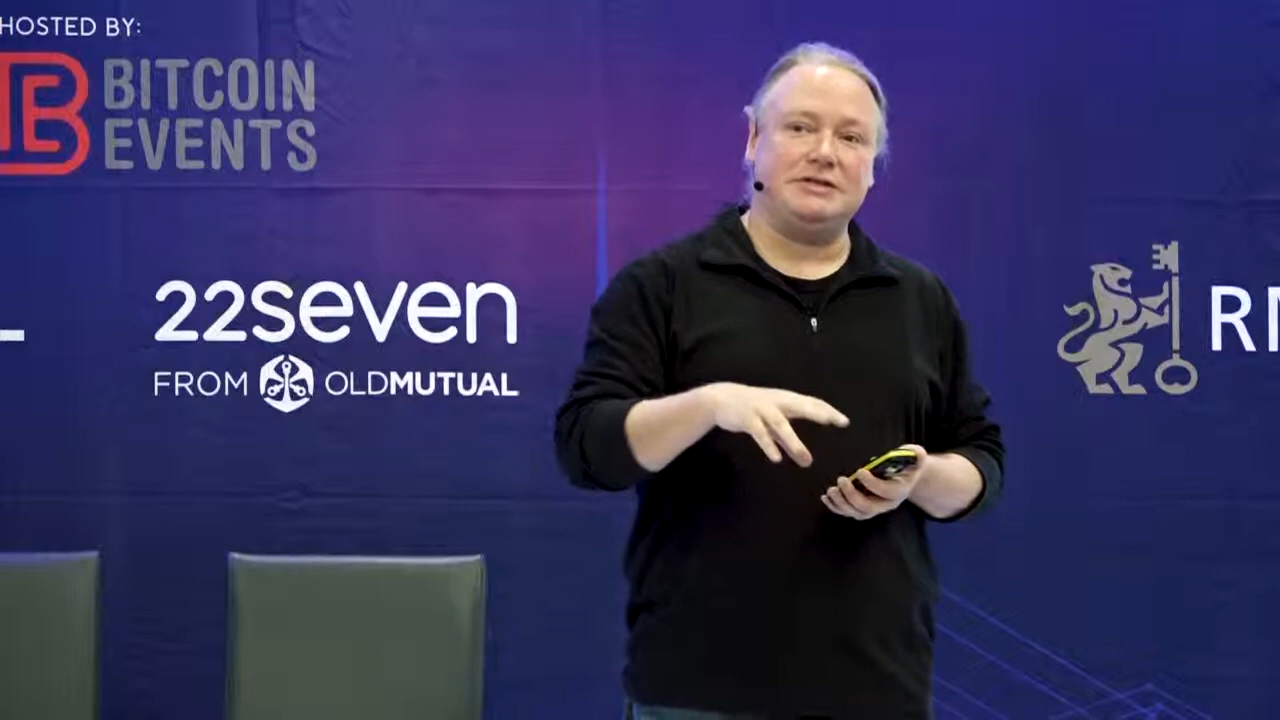 HOSTED BY:
BITCOIN
EVENTS
22seven
FROM OLDMUTUAL